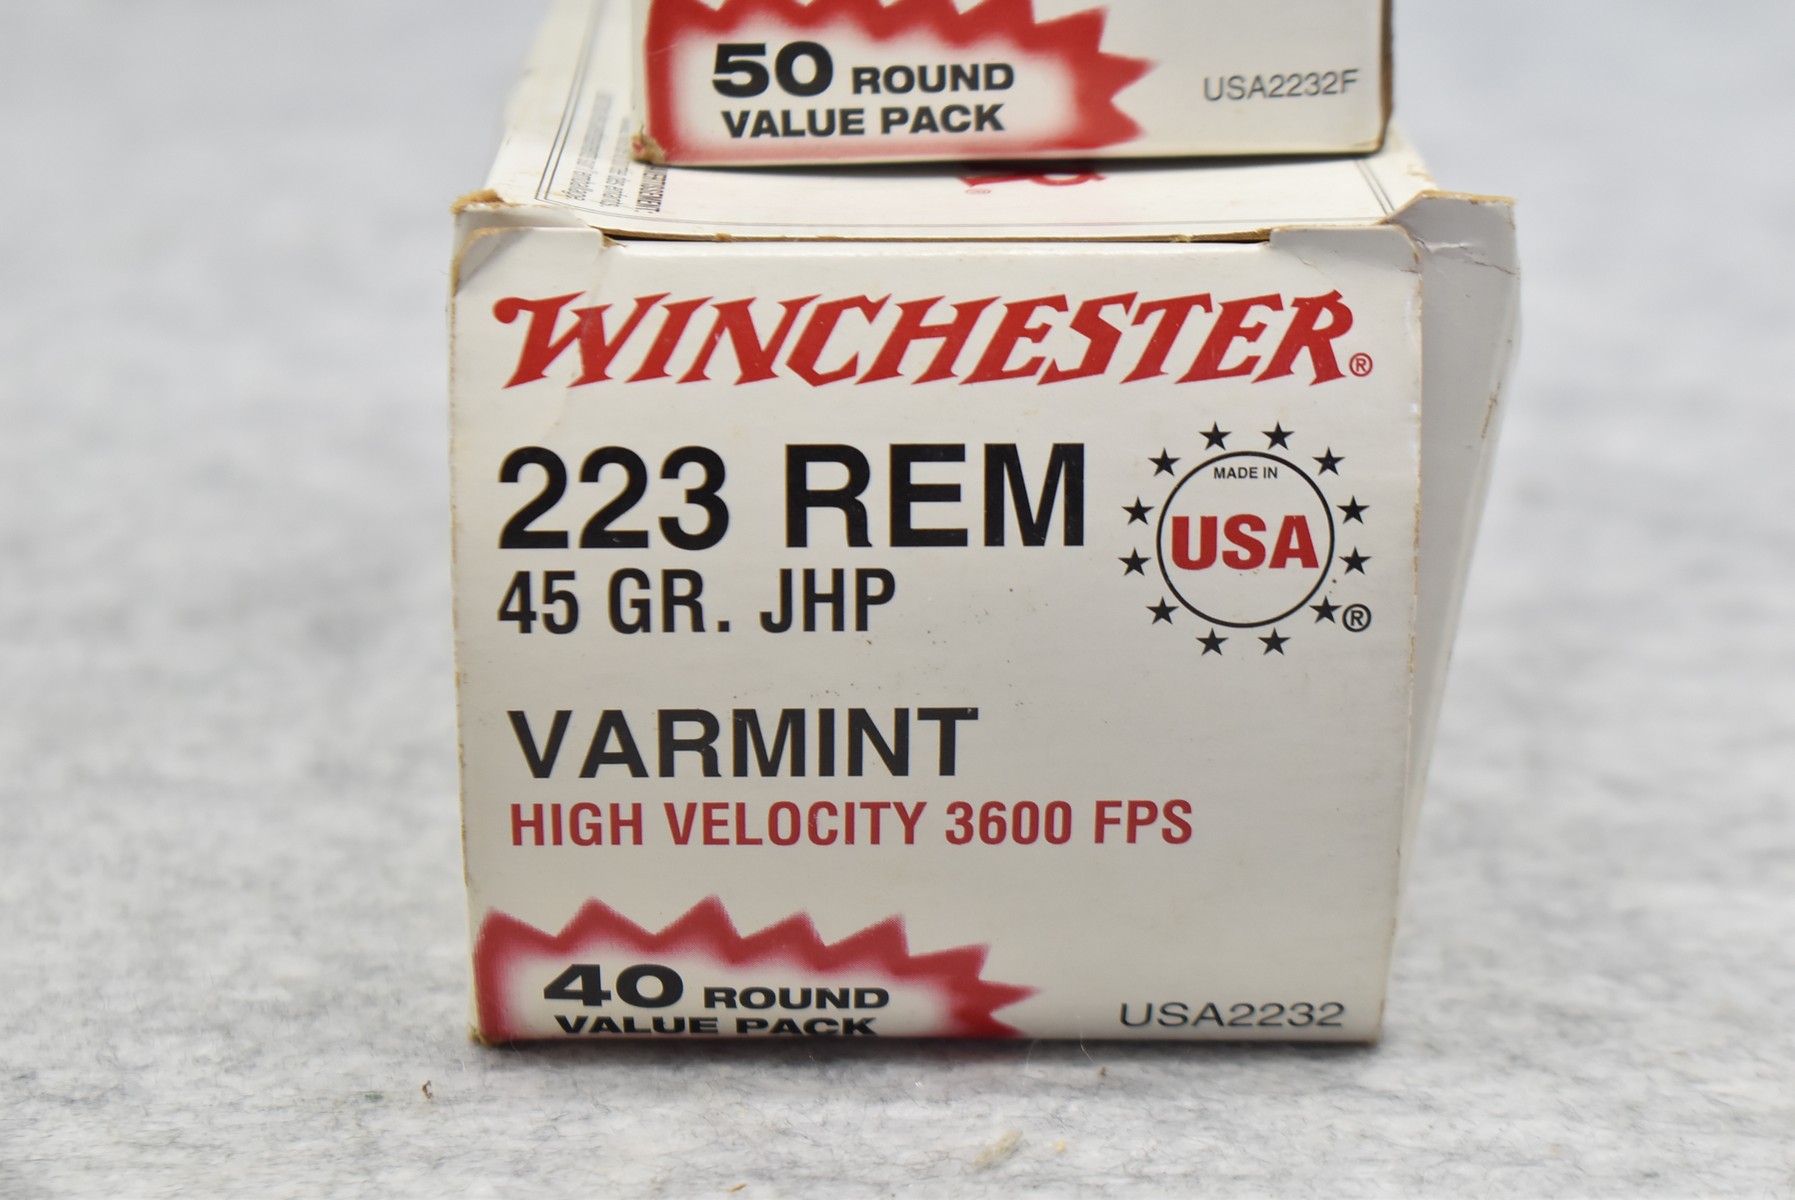 50 ROUND
VALUE PACK
USA2232F
WINCHESTER®
223 REM
45 GR. JHP
MADE IN
USA
®
VARMINT
HIGH VELOCITY 3600 FPS
40 ROUND
VALUE PACK
USA2232